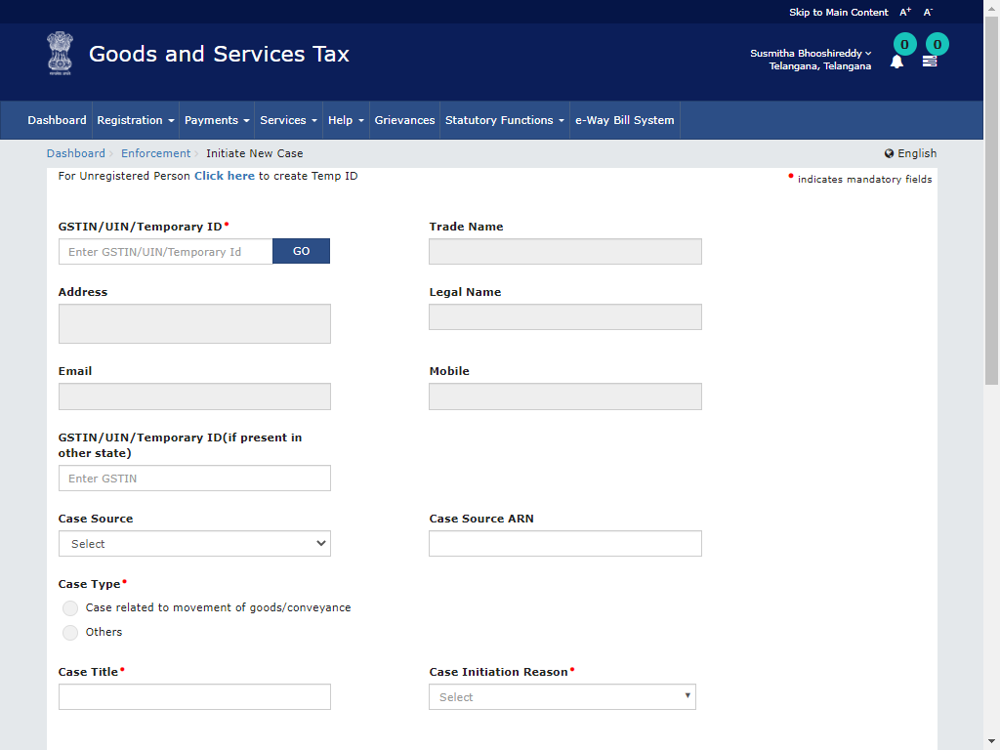 Skip to Main Content A+ A-
Goods and Services Tax
Susmitha Bhooshireddy
Telangana, Telangana
0 0
Dashboard Registration Payments Services Help Grievances Statutory Functions e-Way Bill System
Dashboard Enforcement Initiate New Case
English
For Unregistered Person Click here to create Temp ID
• indicates mandatory fields
GSTIN/UIN/Temporary ID•
Trade Name
Enter GSTIN/UIN/Temporary Id GO
Address
Legal Name
Email
Mobile
GSTIN/UIN/Temporary ID(if present in
other state)
Enter GSTIN
Case Source
Case Source ARN
Select
Case Type•
Case related to movement of goods/conveyance
Others
Case Title•
Case Initiation Reason•
Select